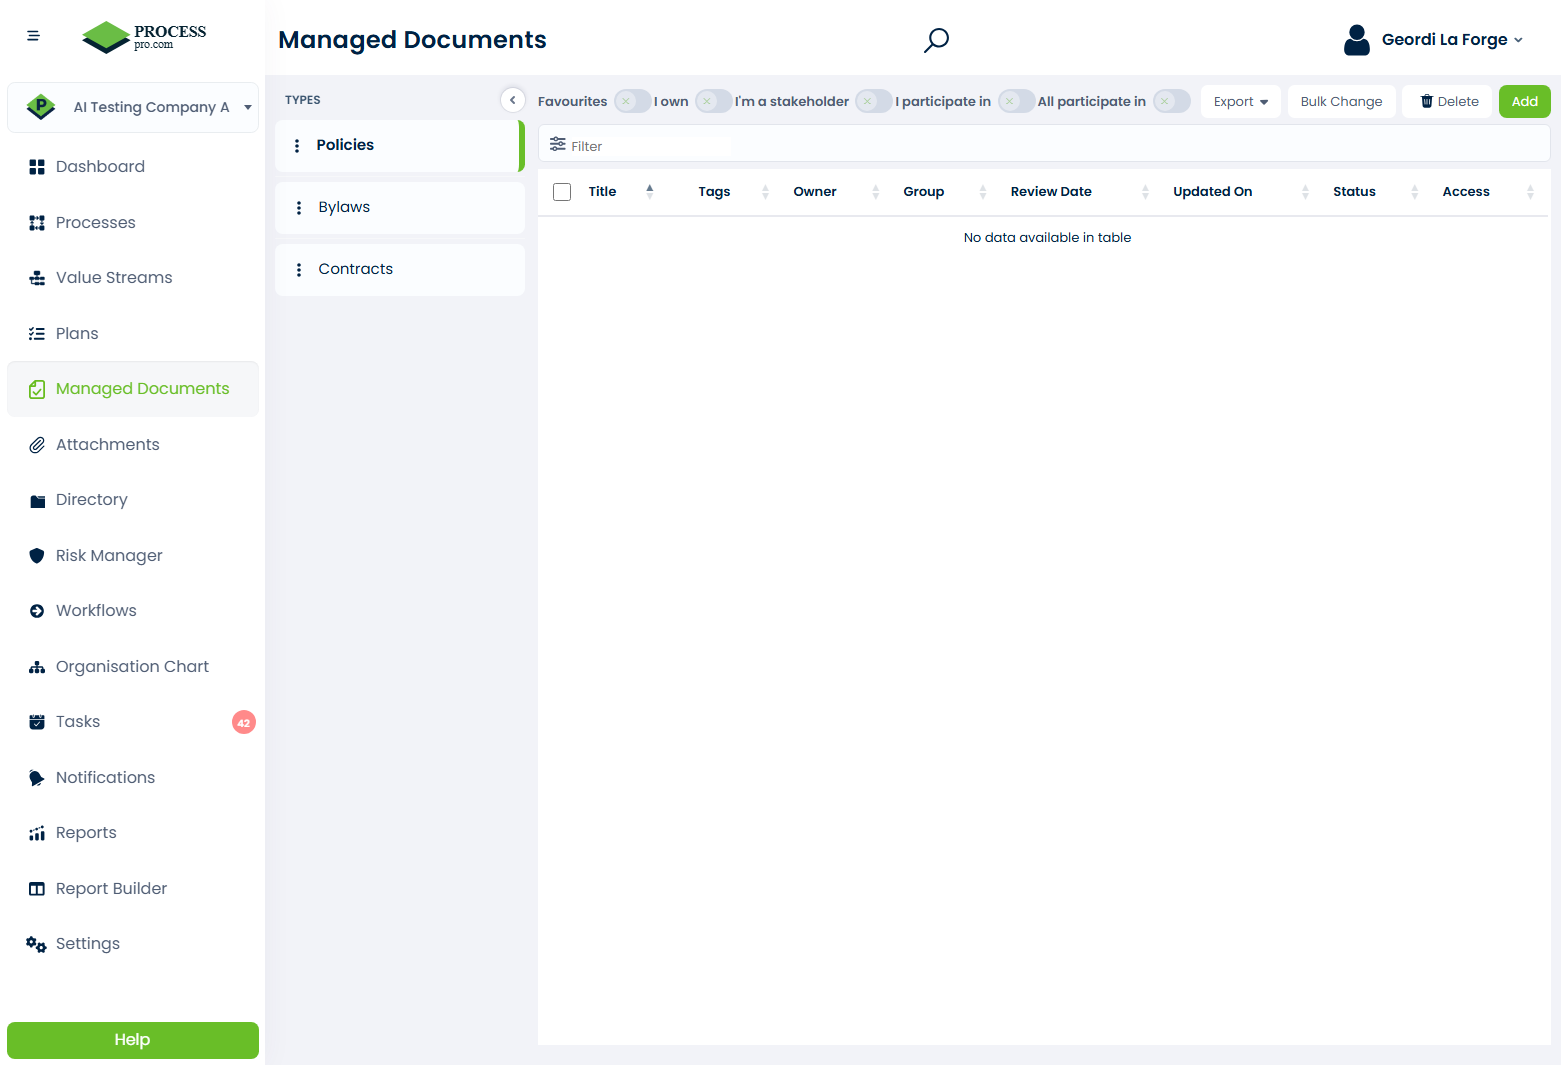 PROCESS
pro.com
Managed Documents
Geordi La Forge
P
AI Testing Company A
TYPES
Favourites I own I'm a stakeholder I participate in All participate in Export Bulk Change Delete Add
Filter
Policies
Bylaws
Contracts
Title Tags Owner Group Review Date Updated On Status Access
No data available in table
Dashboard
Processes
Value Streams
Plans
Managed Documents
Attachments
Directory
Risk Manager
Workflows
Organisation Chart
Tasks 42
Notifications
Reports
Report Builder
Settings
Help